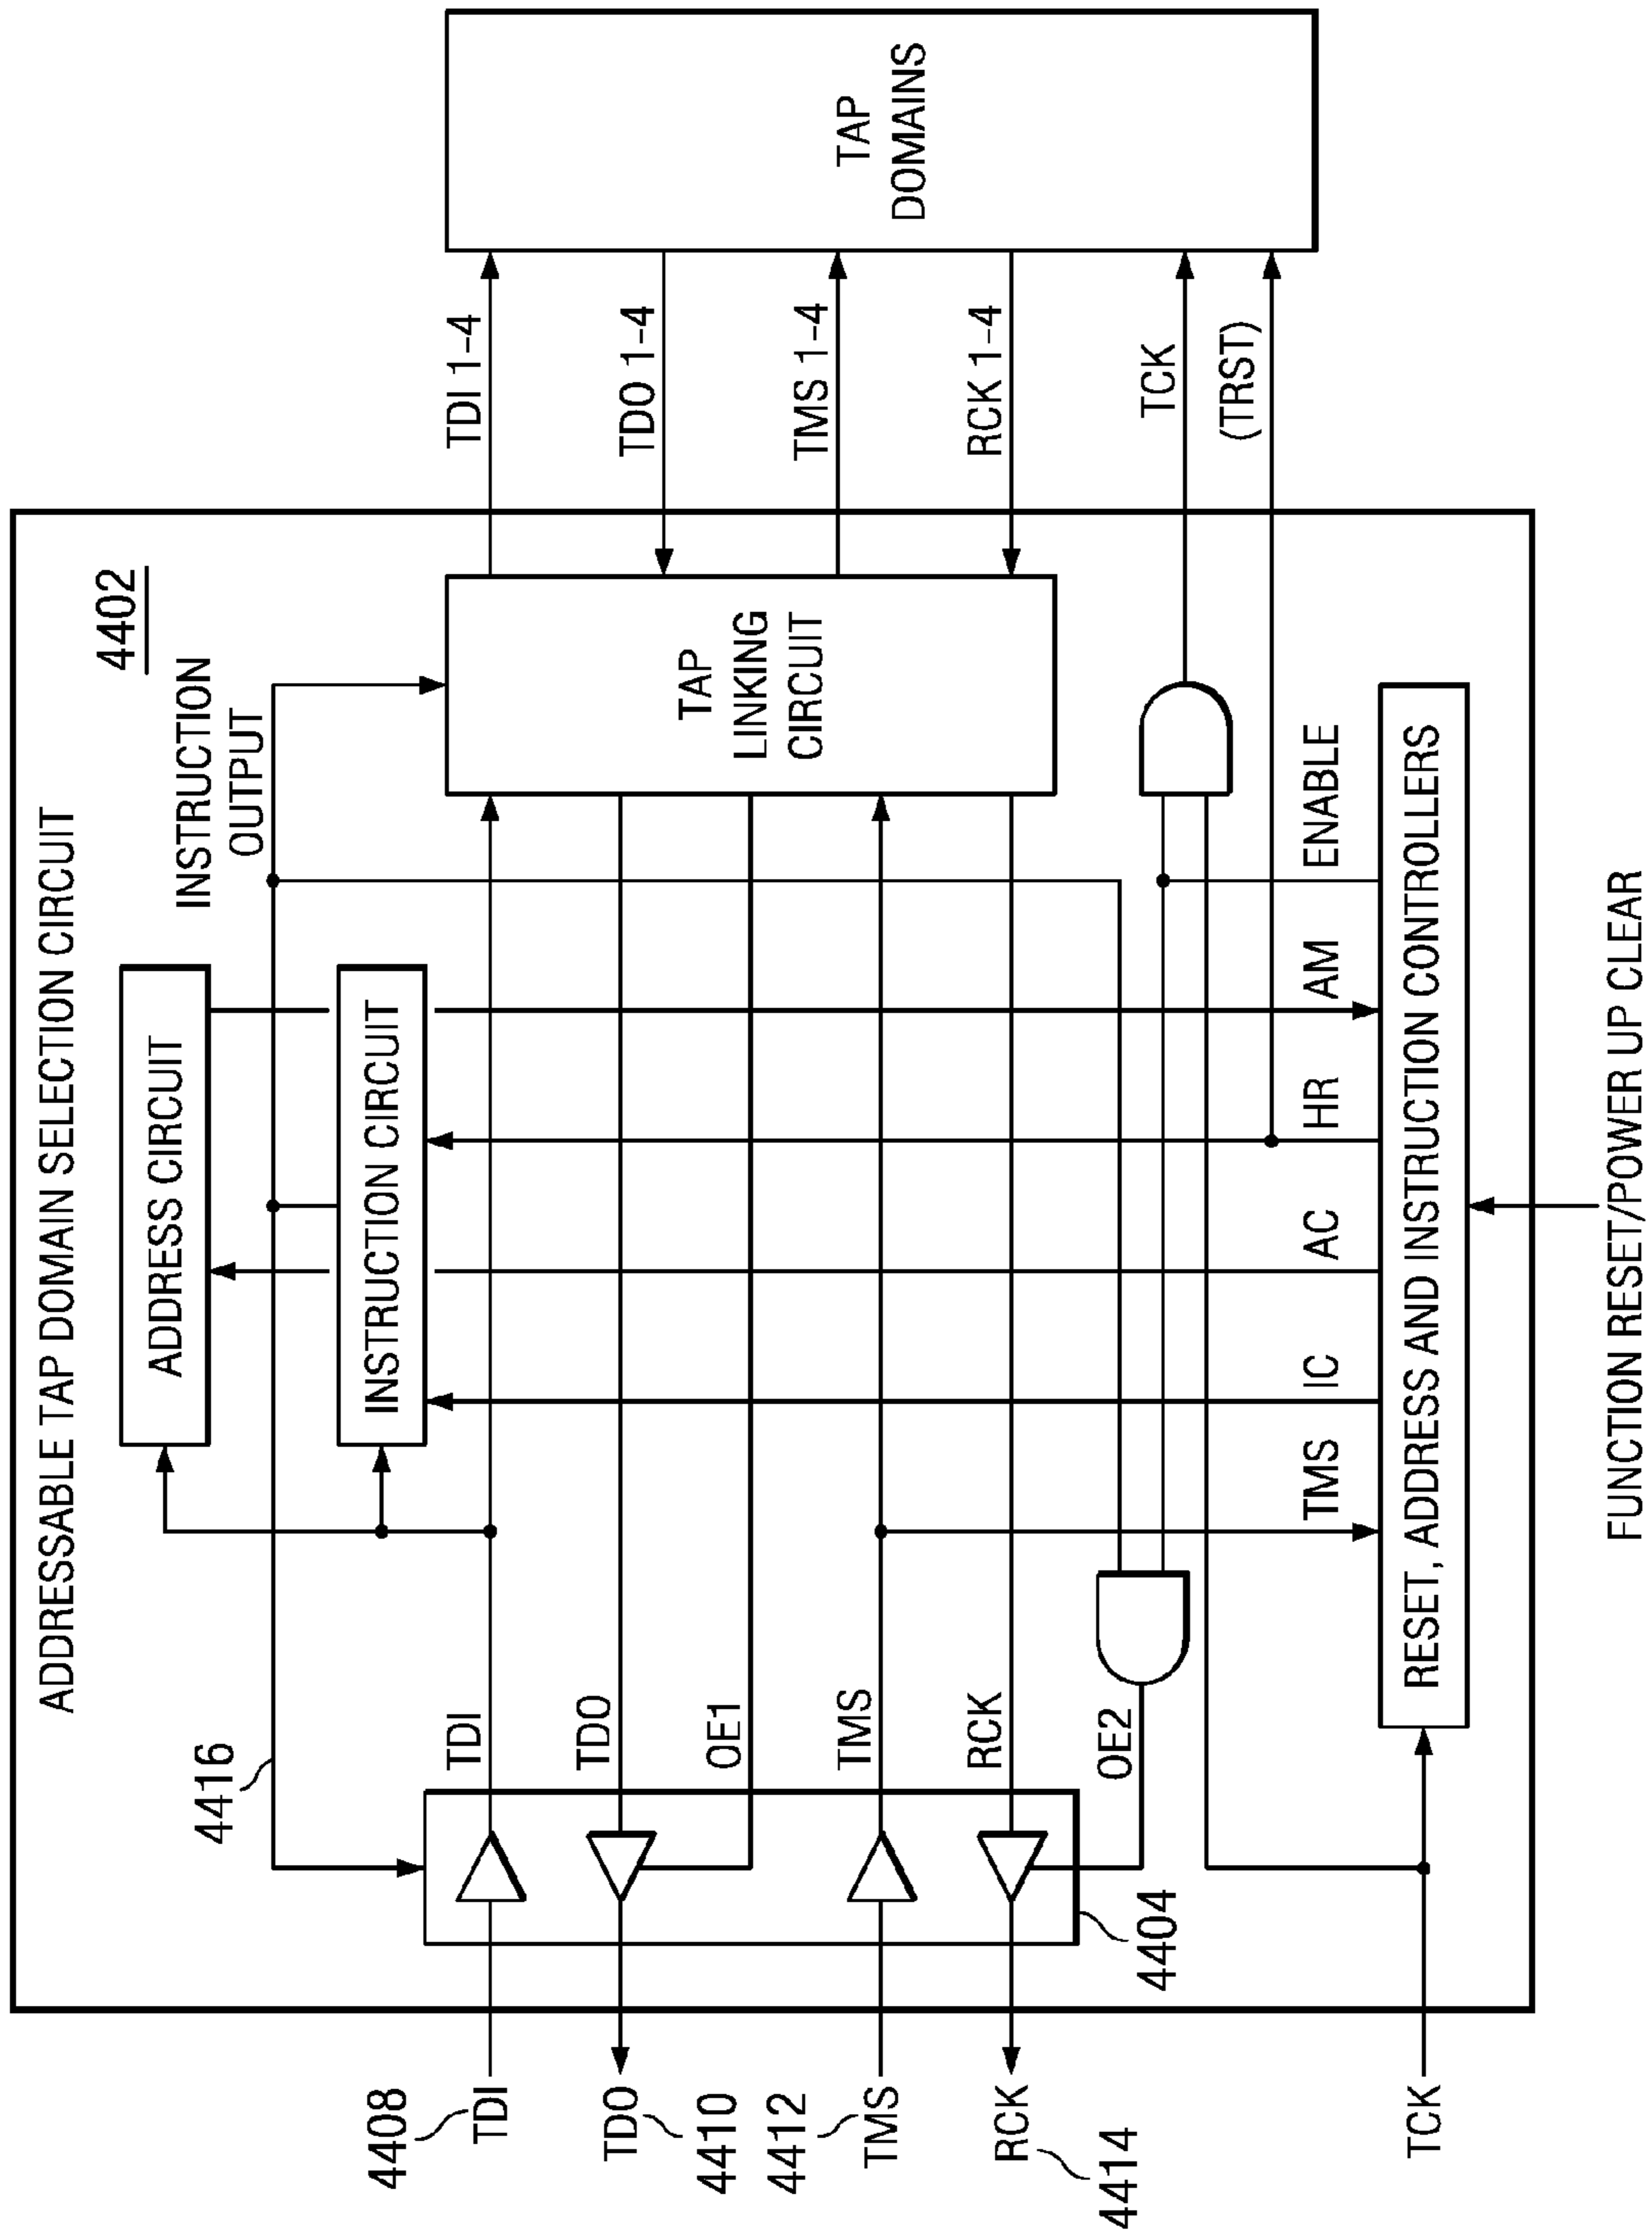 ADDRESSABLE TAP DOMAIN SELECTION CIRCUIT
4402
4416
ADDRESS CIRCUIT
INSTRUCTION
OUTPUT
INSTRUCTION CIRCUIT
4408
TDI
TDI
TDI 1-4
TDO
4410
TDO
TDO 1-4
OE1
TAP
LINKING
CIRCUIT
TAP
DOMAINS
4412
TMS
TMS
TMS 1-4
RCK
4414
RCK
RCK 1-4
OE2
4404
TCK
(TRST)
TMS
IC
AC
HR
AM
ENABLE
TCK
RESET, ADDRESS AND INSTRUCTION CONTROLLERS
FUNCTION RESET/POWER UP CLEAR